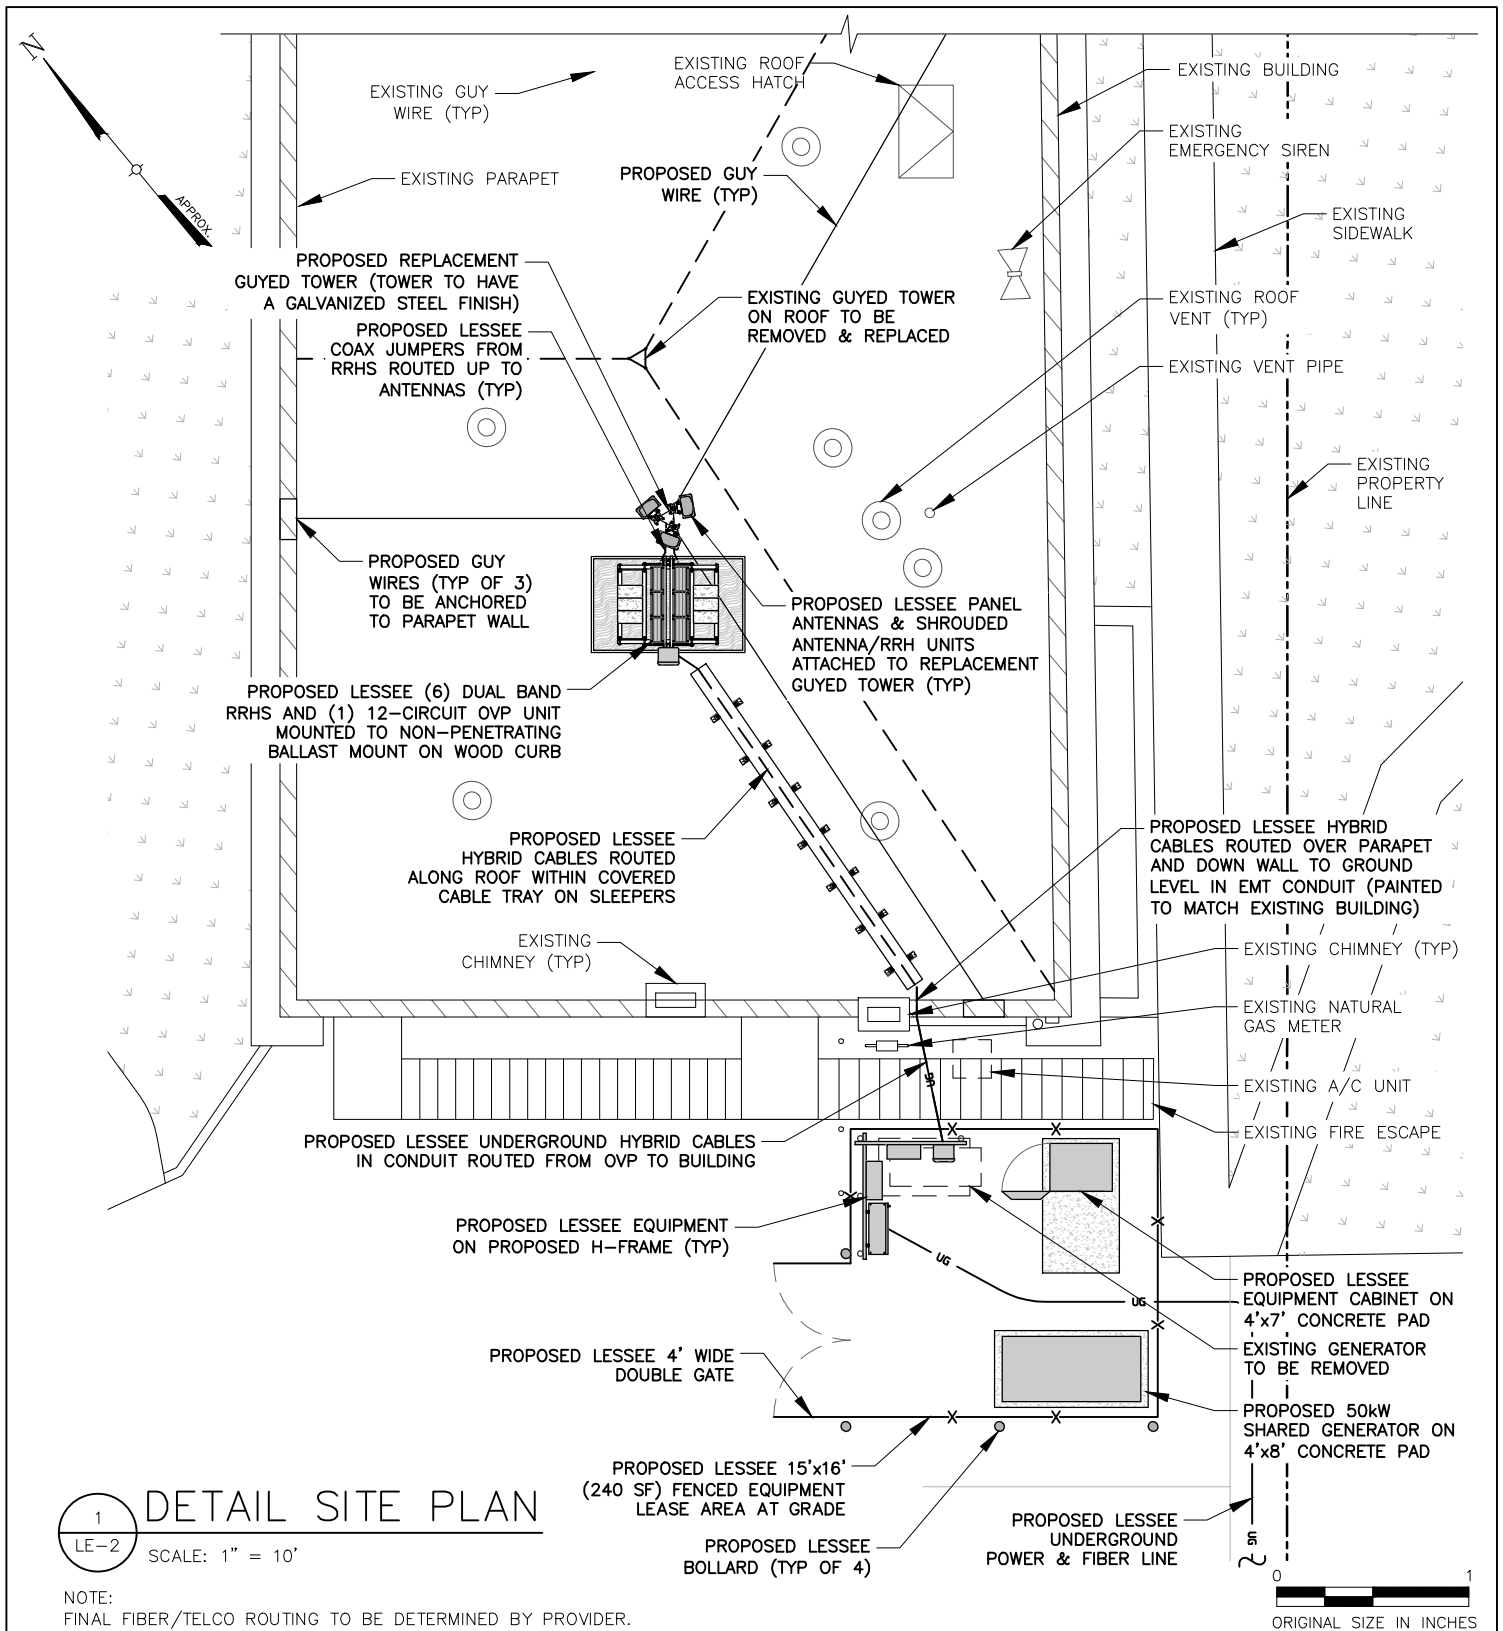 N
APPROX.
EXISTING GUY
WIRE (TYP)
EXISTING ROOF
ACCESS HATCH
EXISTING BUILDING
EXISTING
EMERGENCY SIREN
EXISTING PARAPET
PROPOSED GUY
WIRE (TYP)
EXISTING
SIDEWALK
PROPOSED REPLACEMENT
GUYED TOWER (TOWER TO HAVE
A GALVANIZED STEEL FINISH)
EXISTING GUYED TOWER
ON ROOF TO BE
REMOVED & REPLACED
EXISTING ROOF
VENT (TYP)
PROPOSED LESSEE
COAX JUMPERS FROM
RRHS ROUTED UP TO
ANTENNAS (TYP)
EXISTING VENT PIPE
EXISTING
PROPERTY
LINE
PROPOSED GUY
WIRES (TYP OF 3)
TO BE ANCHORED
TO PARAPET WALL
PROPOSED LESSEE PANEL
ANTENNAS & SHROUDED
ANTENNA/RRH UNITS
ATTACHED TO REPLACEMENT
GUYED TOWER (TYP)
PROPOSED LESSEE (6) DUAL BAND
RRHS AND (1) 12-CIRCUIT OVP UNIT
MOUNTED TO NON-PENETRATING
BALLAST MOUNT ON WOOD CURB
PROPOSED LESSEE
HYBRID CABLES ROUTED
ALONG ROOF WITHIN COVERED
CABLE TRAY ON SLEEPERS
PROPOSED LESSEE HYBRID
CABLES ROUTED OVER PARAPET
AND DOWN WALL TO GROUND
LEVEL IN EMT CONDUIT (PAINTED
TO MATCH EXISTING BUILDING)
EXISTING
CHIMNEY (TYP)
EXISTING CHIMNEY (TYP)
EXISTING NATURAL
GAS METER
UG
EXISTING A/C UNIT
EXISTING FIRE ESCAPE
PROPOSED LESSEE UNDERGROUND HYBRID CABLES
IN CONDUIT ROUTED FROM OVP TO BUILDING
PROPOSED LESSEE EQUIPMENT
ON PROPOSED H-FRAME (TYP)
UG
UG
PROPOSED LESSEE
EQUIPMENT CABINET ON
4'x7' CONCRETE PAD
EXISTING GENERATOR
TO BE REMOVED
PROPOSED LESSEE 4' WIDE
DOUBLE GATE
PROPOSED 50kW
SHARED GENERATOR ON
4'x8' CONCRETE PAD
PROPOSED LESSEE 15'x16'
(240 SF) FENCED EQUIPMENT
LEASE AREA AT GRADE
PROPOSED LESSEE
BOLLARD (TYP OF 4)
PROPOSED LESSEE
UNDERGROUND
POWER & FIBER LINE
UG
1
LE-2
DETAIL SITE PLAN
SCALE: 1" = 10'
NOTE:
FINAL FIBER/TELCO ROUTING TO BE DETERMINED BY PROVIDER.
0 1
ORIGINAL SIZE IN INCHES